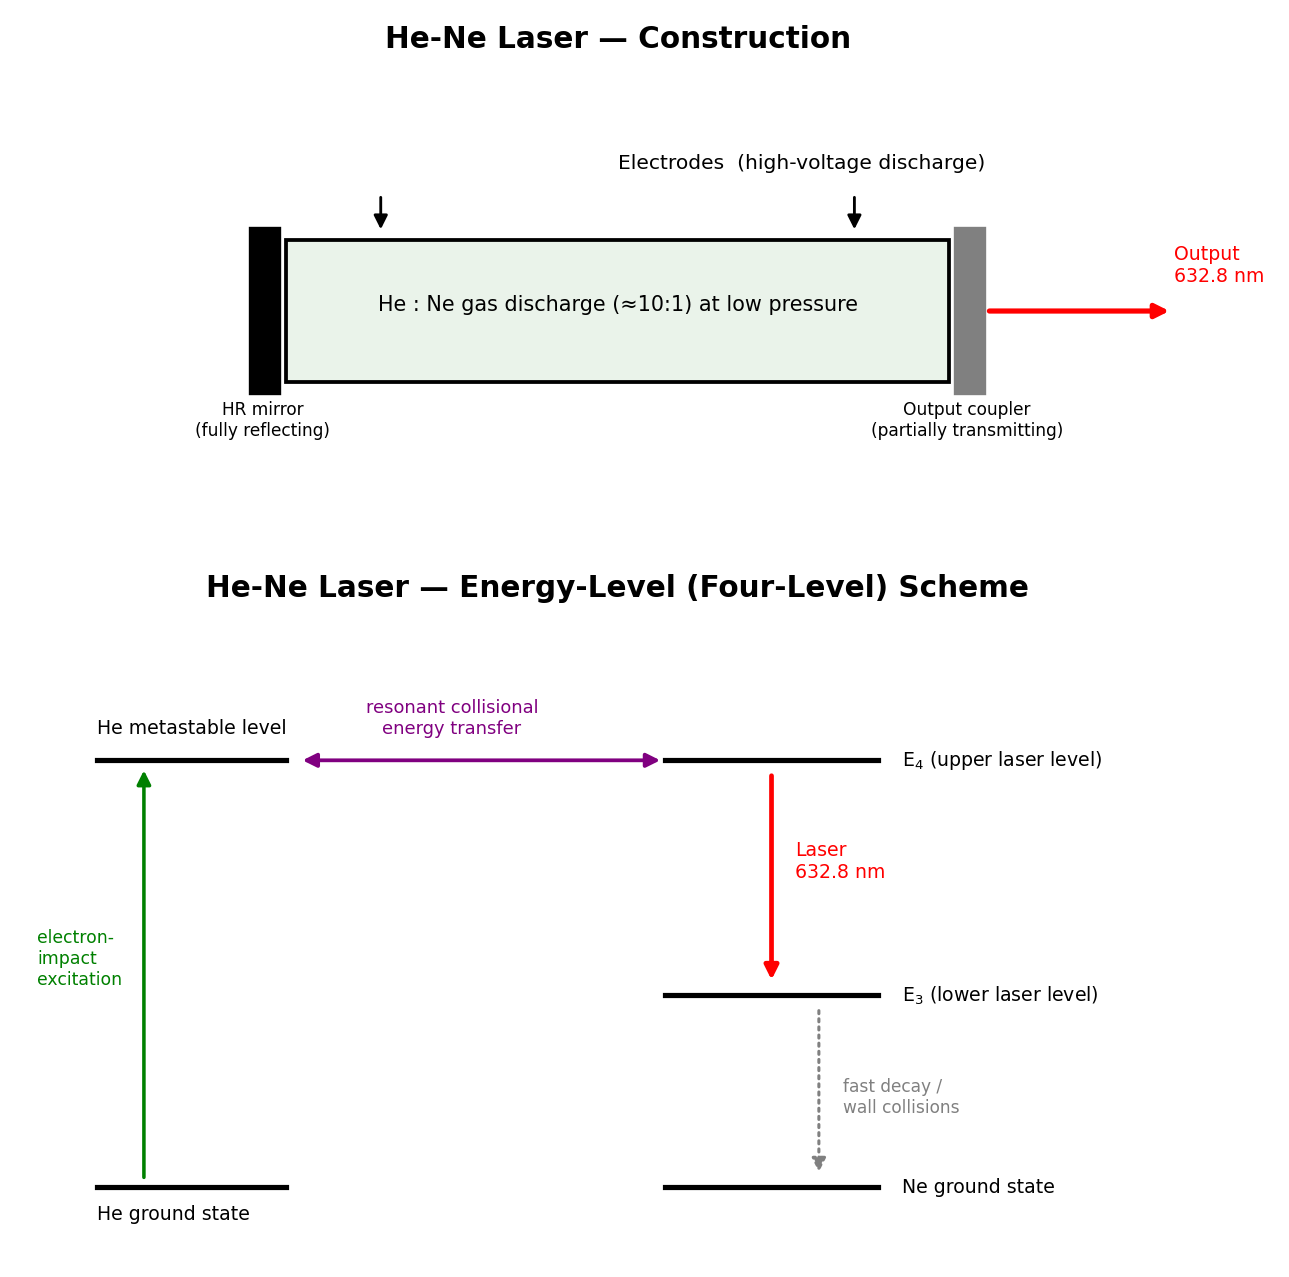 He-Ne Laser — Construction
Electrodes  (high-voltage discharge)
Output
632.8 nm
He : Ne gas discharge (≈10:1) at low pressure
HR mirror
(fully reflecting)
Output coupler
(partially transmitting)
He-Ne Laser — Energy-Level (Four-Level) Scheme
resonant collisional
energy transfer
He metastable level
E₄ (upper laser level)
Laser
632.8 nm
electron-
impact
excitation
E₃ (lower laser level)
fast decay /
wall collisions
Ne ground state
He ground state